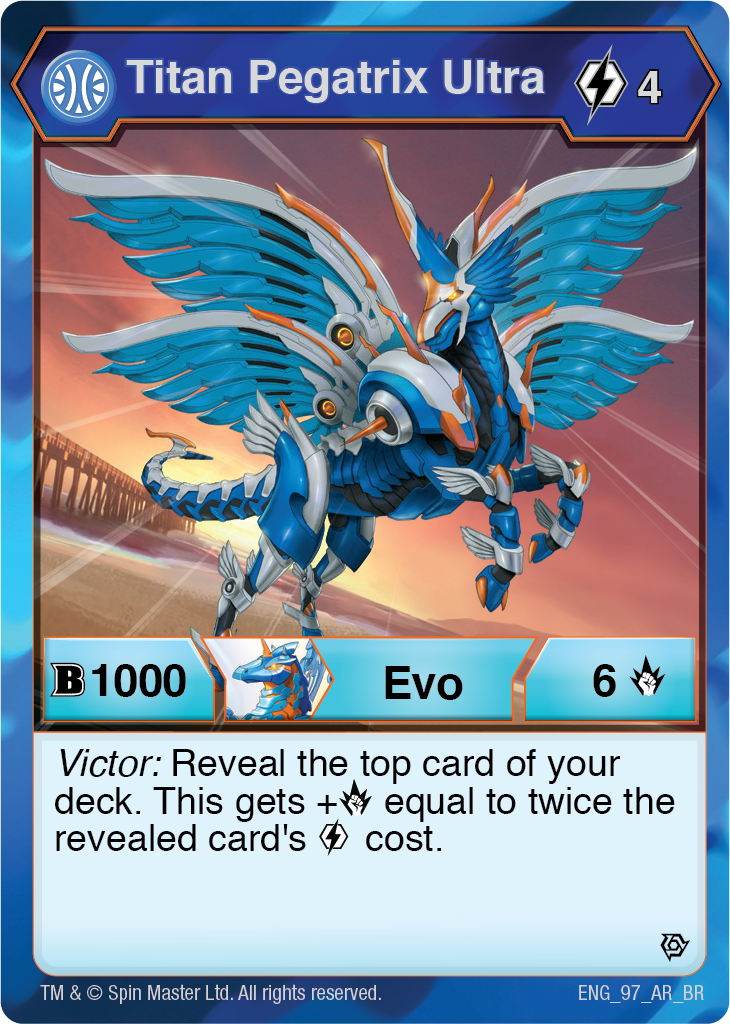 Titan Pegatrix Ultra 4
B 1000 Evo 6
Victor: Reveal the top card of your
deck. This gets + equal to twice the
revealed card's cost.
TM & © Spin Master Ltd. All rights reserved. ENG_97_AR_BR